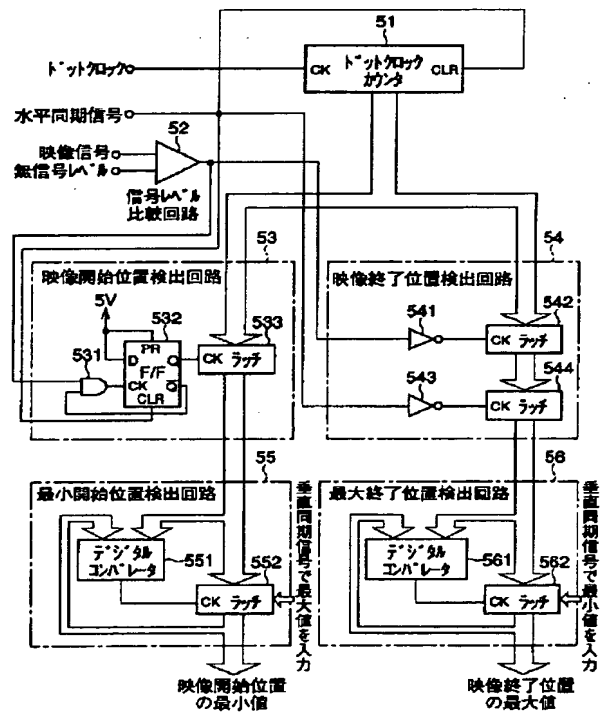 51
ドットクロック
CK ドットクロック CLR
カウンタ
水平同期信号
52
映像信号
無信号レベル
信号レベル
比較回路
53
映像開始位置検出回路
5V
532
531
PR
D Q
F/F
CK Q
CLR
533
CK ラッチ
54
映像終了位置検出回路
541
542
CK ラッチ
543
544
CK ラッチ
55
最小開始位置検出回路
デジタル
コンパレータ
551
552
CK ラッチ
垂直同期信号で最大値を入力
映像開始位置
の最小値
56
最大終了位置検出回路
デジタル
コンパレータ
561
562
CK ラッチ
垂直同期信号で最小値を入力
映像終了位置
の最大値